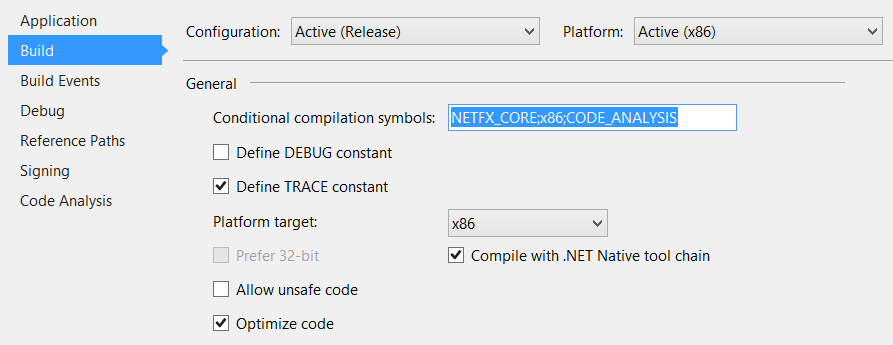 Application
Build
Build Events
Debug
Reference Paths
Signing
Code Analysis
Configuration: Active (Release) Platform: Active (x86)
General
Conditional compilation symbols: NETFX_CORE;x86;CODE_ANALYSIS
Define DEBUG constant
Define TRACE constant
Platform target: x86
Prefer 32-bit Compile with .NET Native tool chain
Allow unsafe code
Optimize code